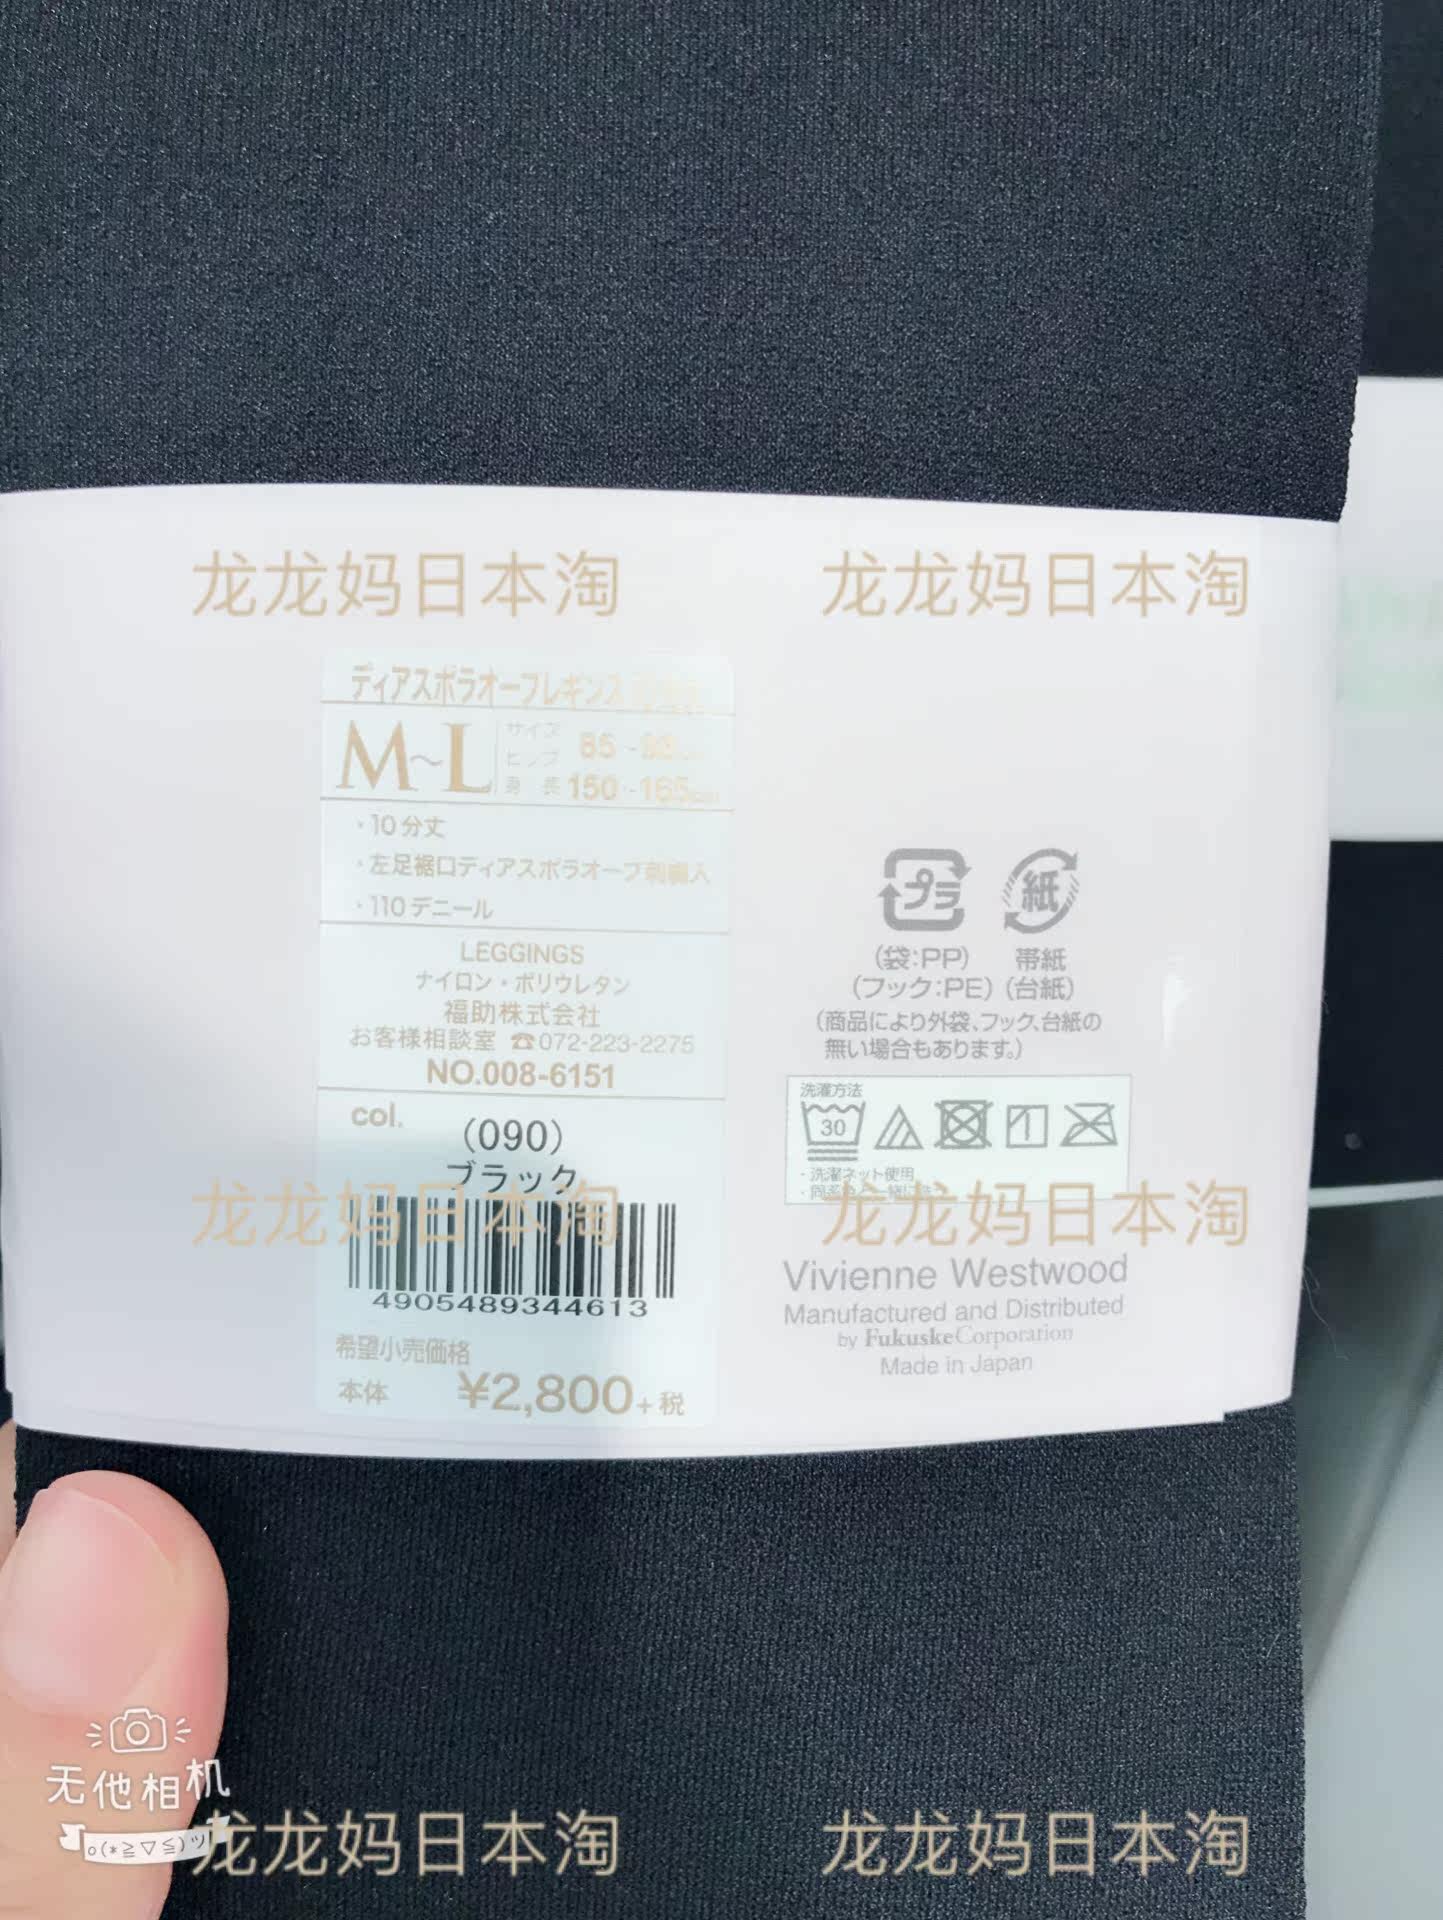 龙龙妈日本淘
龙龙妈日本淘
ディアスポラオーブレギンス
M~L
サイズ
ヒップ 85 - 98
身長 150 - 165cm
・10分丈
・左足裾口ディアスポラオーブ刺繍入
・110デニール
LEGGINGS
ナイロン・ポリウレタン
福助株式会社
お客様相談室 ☎072-223-2275
NO.008-6151
col.
(090)
ブラック
4905489344613
希望小売価格
本体 ¥2,800+税
プラ 紙
(袋:PP) 帯紙
(フック:PE) (台紙)
(商品により外袋、フック、台紙の
無い場合もあります。)
洗濯方法
30
・洗濯ネット使用
龙龙妈日本淘
龙龙妈日本淘
Vivienne Westwood
Manufactured and Distributed
by Fukuske Corporation
Made in Japan
无他相机
o(*≧▽≦)ツ
龙龙妈日本淘
龙龙妈日本淘